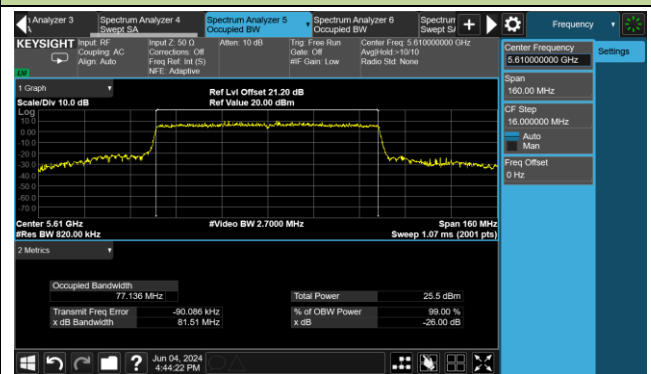 Analyzer 3
Swept SA
Spectrum Analyzer 4
Swept SA
Spectrum Analyzer 5
Occupied BW
Spectrum Analyzer 6
Occupied BW
Spectrum
Swept S
Frequency
KEYSIGHT
Input: RF
Coupling: AC
Align: Auto
Input Z: 50 Ω
Corrections: Off
Freq Ref: Int (S)
NFE: Adaptive
Atten: 10 dB
Trig: Free Run
Gate: Off
#IF Gain: Low
Center Freq: 5.610000000 GHz
Avg|Hold:>10/10
Radio Std: None
Center Frequency
5.610000000 GHz
Settings
Span
160.00 MHz
CF Step
16.000000 MHz
Auto
Man
Freq Offset
0 Hz
1 Graph
Scale/Div 10.0 dB
Ref Lvl Offset 21.20 dB
Ref Value 20.00 dBm
Log
10.0
0.00
-10.0
-20.0
-30.0
-40.0
-50.0
-60.0
-70.0
Center 5.61 GHz
#Video BW 2.7000 MHz
Span 160 MHz
#Res BW 820.00 kHz
Sweep 1.07 ms (2001 pts)
2 Metrics
Occupied Bandwidth
77.136 MHz
Total Power
25.5 dBm
Transmit Freq Error
-90.086 kHz
% of OBW Power
99.00 %
x dB Bandwidth
81.51 MHz
x dB
-26.00 dB
?
Jun 04, 2024
4:44:22 PM